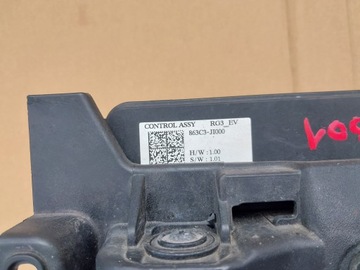 CONTROL ASSY RG3_EV
863C3-JI000
H/W : 1.00
S/W : 1.01